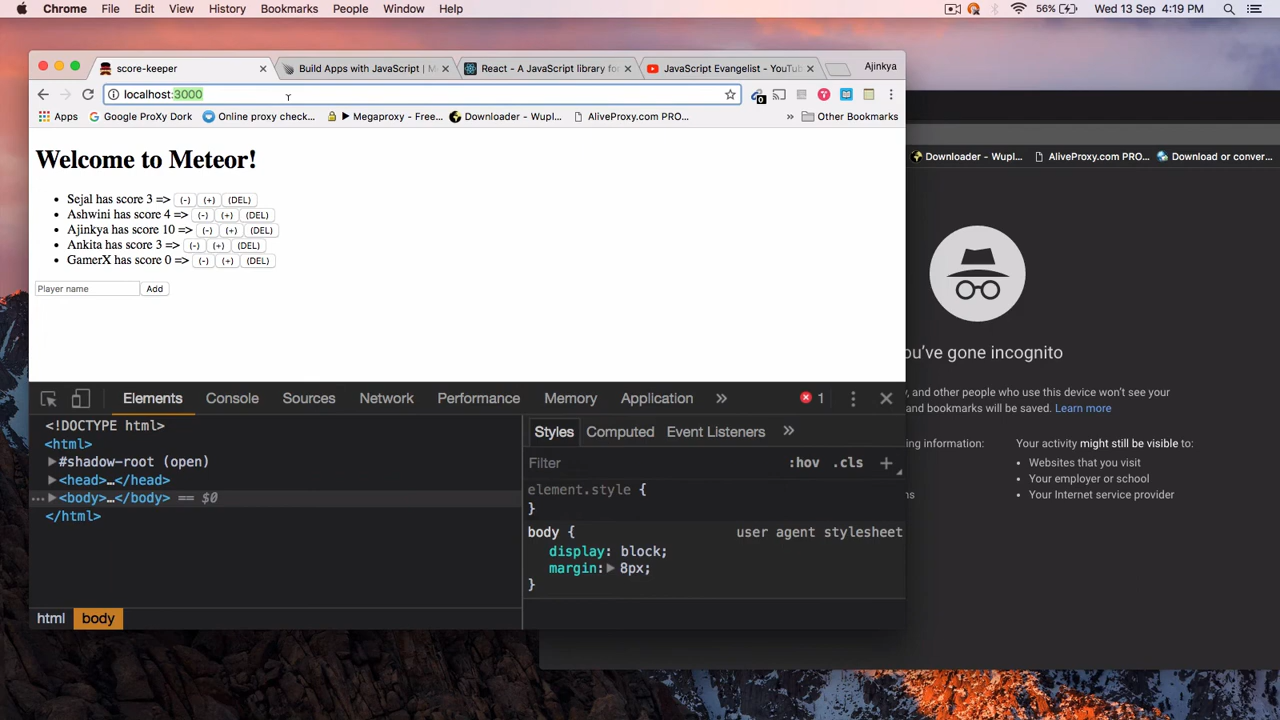 Chrome File Edit View History Bookmarks People Window Help 56% Wed 13 Sep 4:19 PM
score-keeper Build Apps with JavaScript | M React - A JavaScript library for JavaScript Evangelist - YouTub Ajinkya
localhost:3000 0
Apps Google ProXy Dork Online proxy check... Megaproxy - Free... Downloader - Wupl... AliveProxy.com PRO... » Other Bookmarks
Downloader - Wupl... AliveProxy.com PRO... Download or conver...
Welcome to Meteor!
• Sejal has score 3 => (-) (+) (DEL)
• Ashwini has score 4 => (-) (+) (DEL)
• Ajinkya has score 10 => (-) (+) (DEL)
• Ankita has score 3 => (-) (+) (DEL)
• GamerX has score 0 => (-) (+) (DEL)
Player name Add
ou've gone incognito
, and other people who use this device won't see your
and bookmarks will be saved. Learn more
ing information: Your activity might still be visible to:
• Websites that you visit
• Your employer or school
• Your Internet service provider
Elements Console Sources Network Performance Memory Application » 1
<!DOCTYPE html>
<html>
#shadow-root (open)
<head>…</head>
… <body>…</body> == $0
</html>
html body
Styles Computed Event Listeners »
Filter :hov .cls +
element.style {
}
body { user agent stylesheet
display: block;
margin: 8px;
}